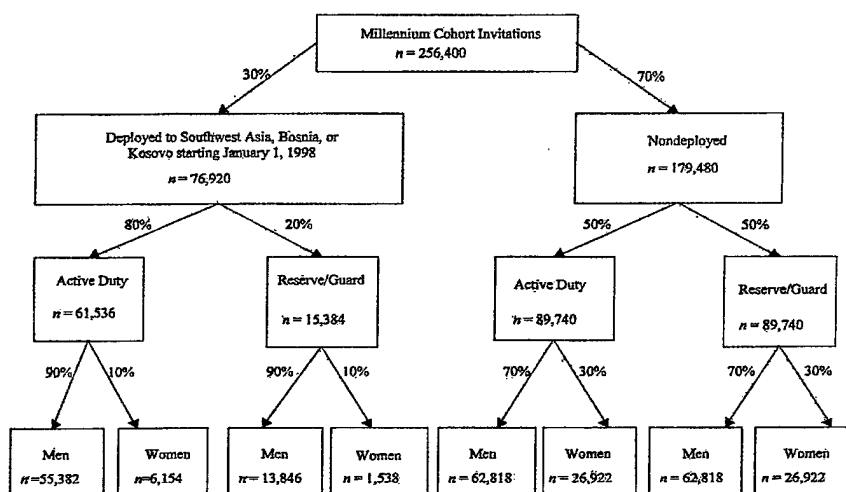 Millennium Cohort Invitations
n = 256,400
30%
70%
Deployed to Southwest Asia, Bosnia, or
Kosovo starting January 1, 1998
n = 76,920
Nondeployed
n = 179,480
80%
20%
50%
50%
Active Duty
n = 61,536
Reserve/Guard
n = 15,384
Active Duty
n = 89,740
Reserve/Guard
n = 89,740
90%
10%
90%
10%
70%
30%
70%
30%
Men
n=55,382
Women
n=6,154
Men
n = 13,846
Women
n = 1,538
Men
n = 62,818
Women
n = 26,922
Men
n = 62,818
Women
n = 26,922